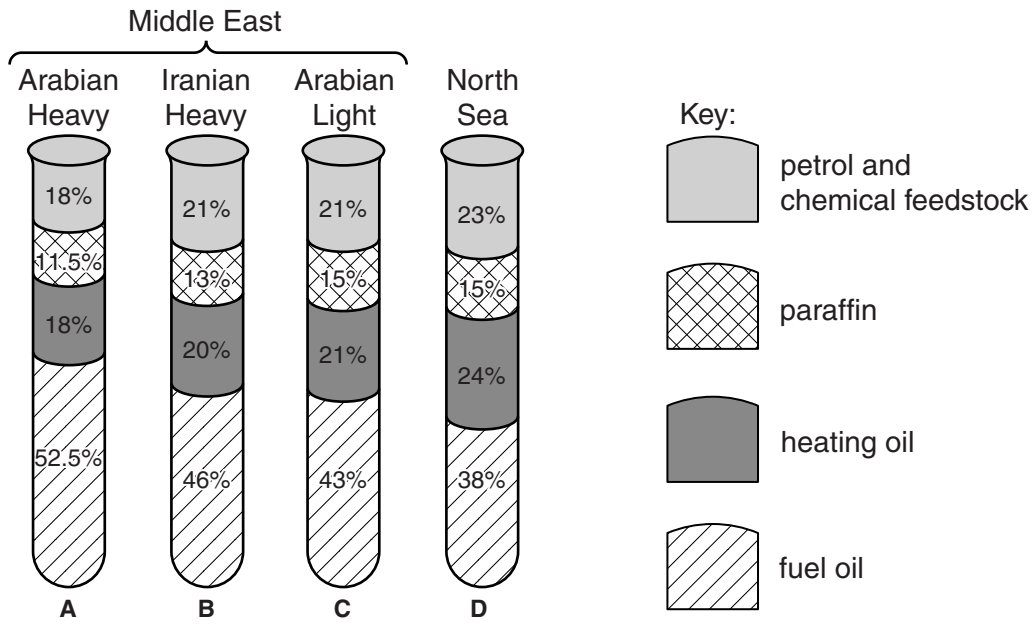 Middle East
Arabian Heavy
Iranian Heavy
Arabian Light
North Sea
18%
11.5%
18%
52.5%
A
21%
13%
20%
46%
B
21%
15%
21%
43%
C
23%
15%
24%
38%
D
Key:
petrol and
chemical feedstock
paraffin
heating oil
fuel oil